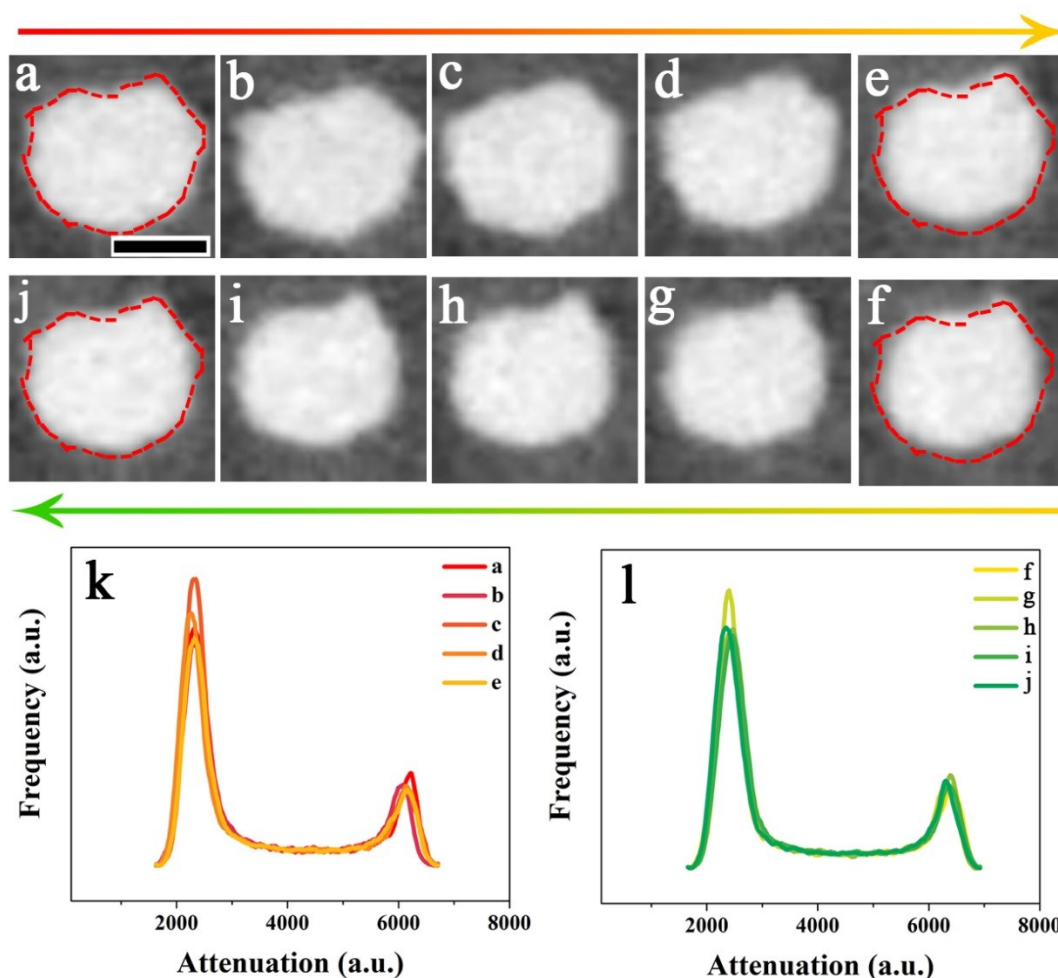 a
b
c
d
e
j
i
h
g
f
k
a
b
c
d
e
Frequency (a.u.)
2000
4000
6000
8000
Attenuation (a.u.)
l
f
g
h
i
j
Frequency (a.u.)
2000
4000
6000
8000
Attenuation (a.u.)